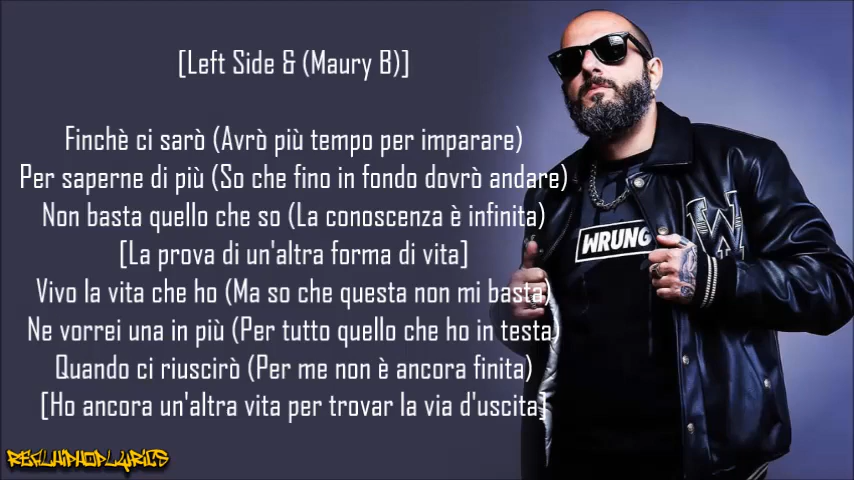 [Left Side & (Maury B)]
Finchè ci sarò (Avrò più tempo per imparare)
Per saperne di più (So che fino in fondo dovrò andare)
Non basta quello che so (La conoscenza è infinita)
[La prova di un'altra forma di vita]
Vivo la vita che ho (Ma so che questa non mi basta)
Ne vorrei una in più (Per tutto quello che ho in testa)
Quando ci riuscirò (Per me non è ancora finita)
[Ho ancora un'altra vita per trovar la via d'uscita]
WRUNG
W
REALHIPHOPLYRICS